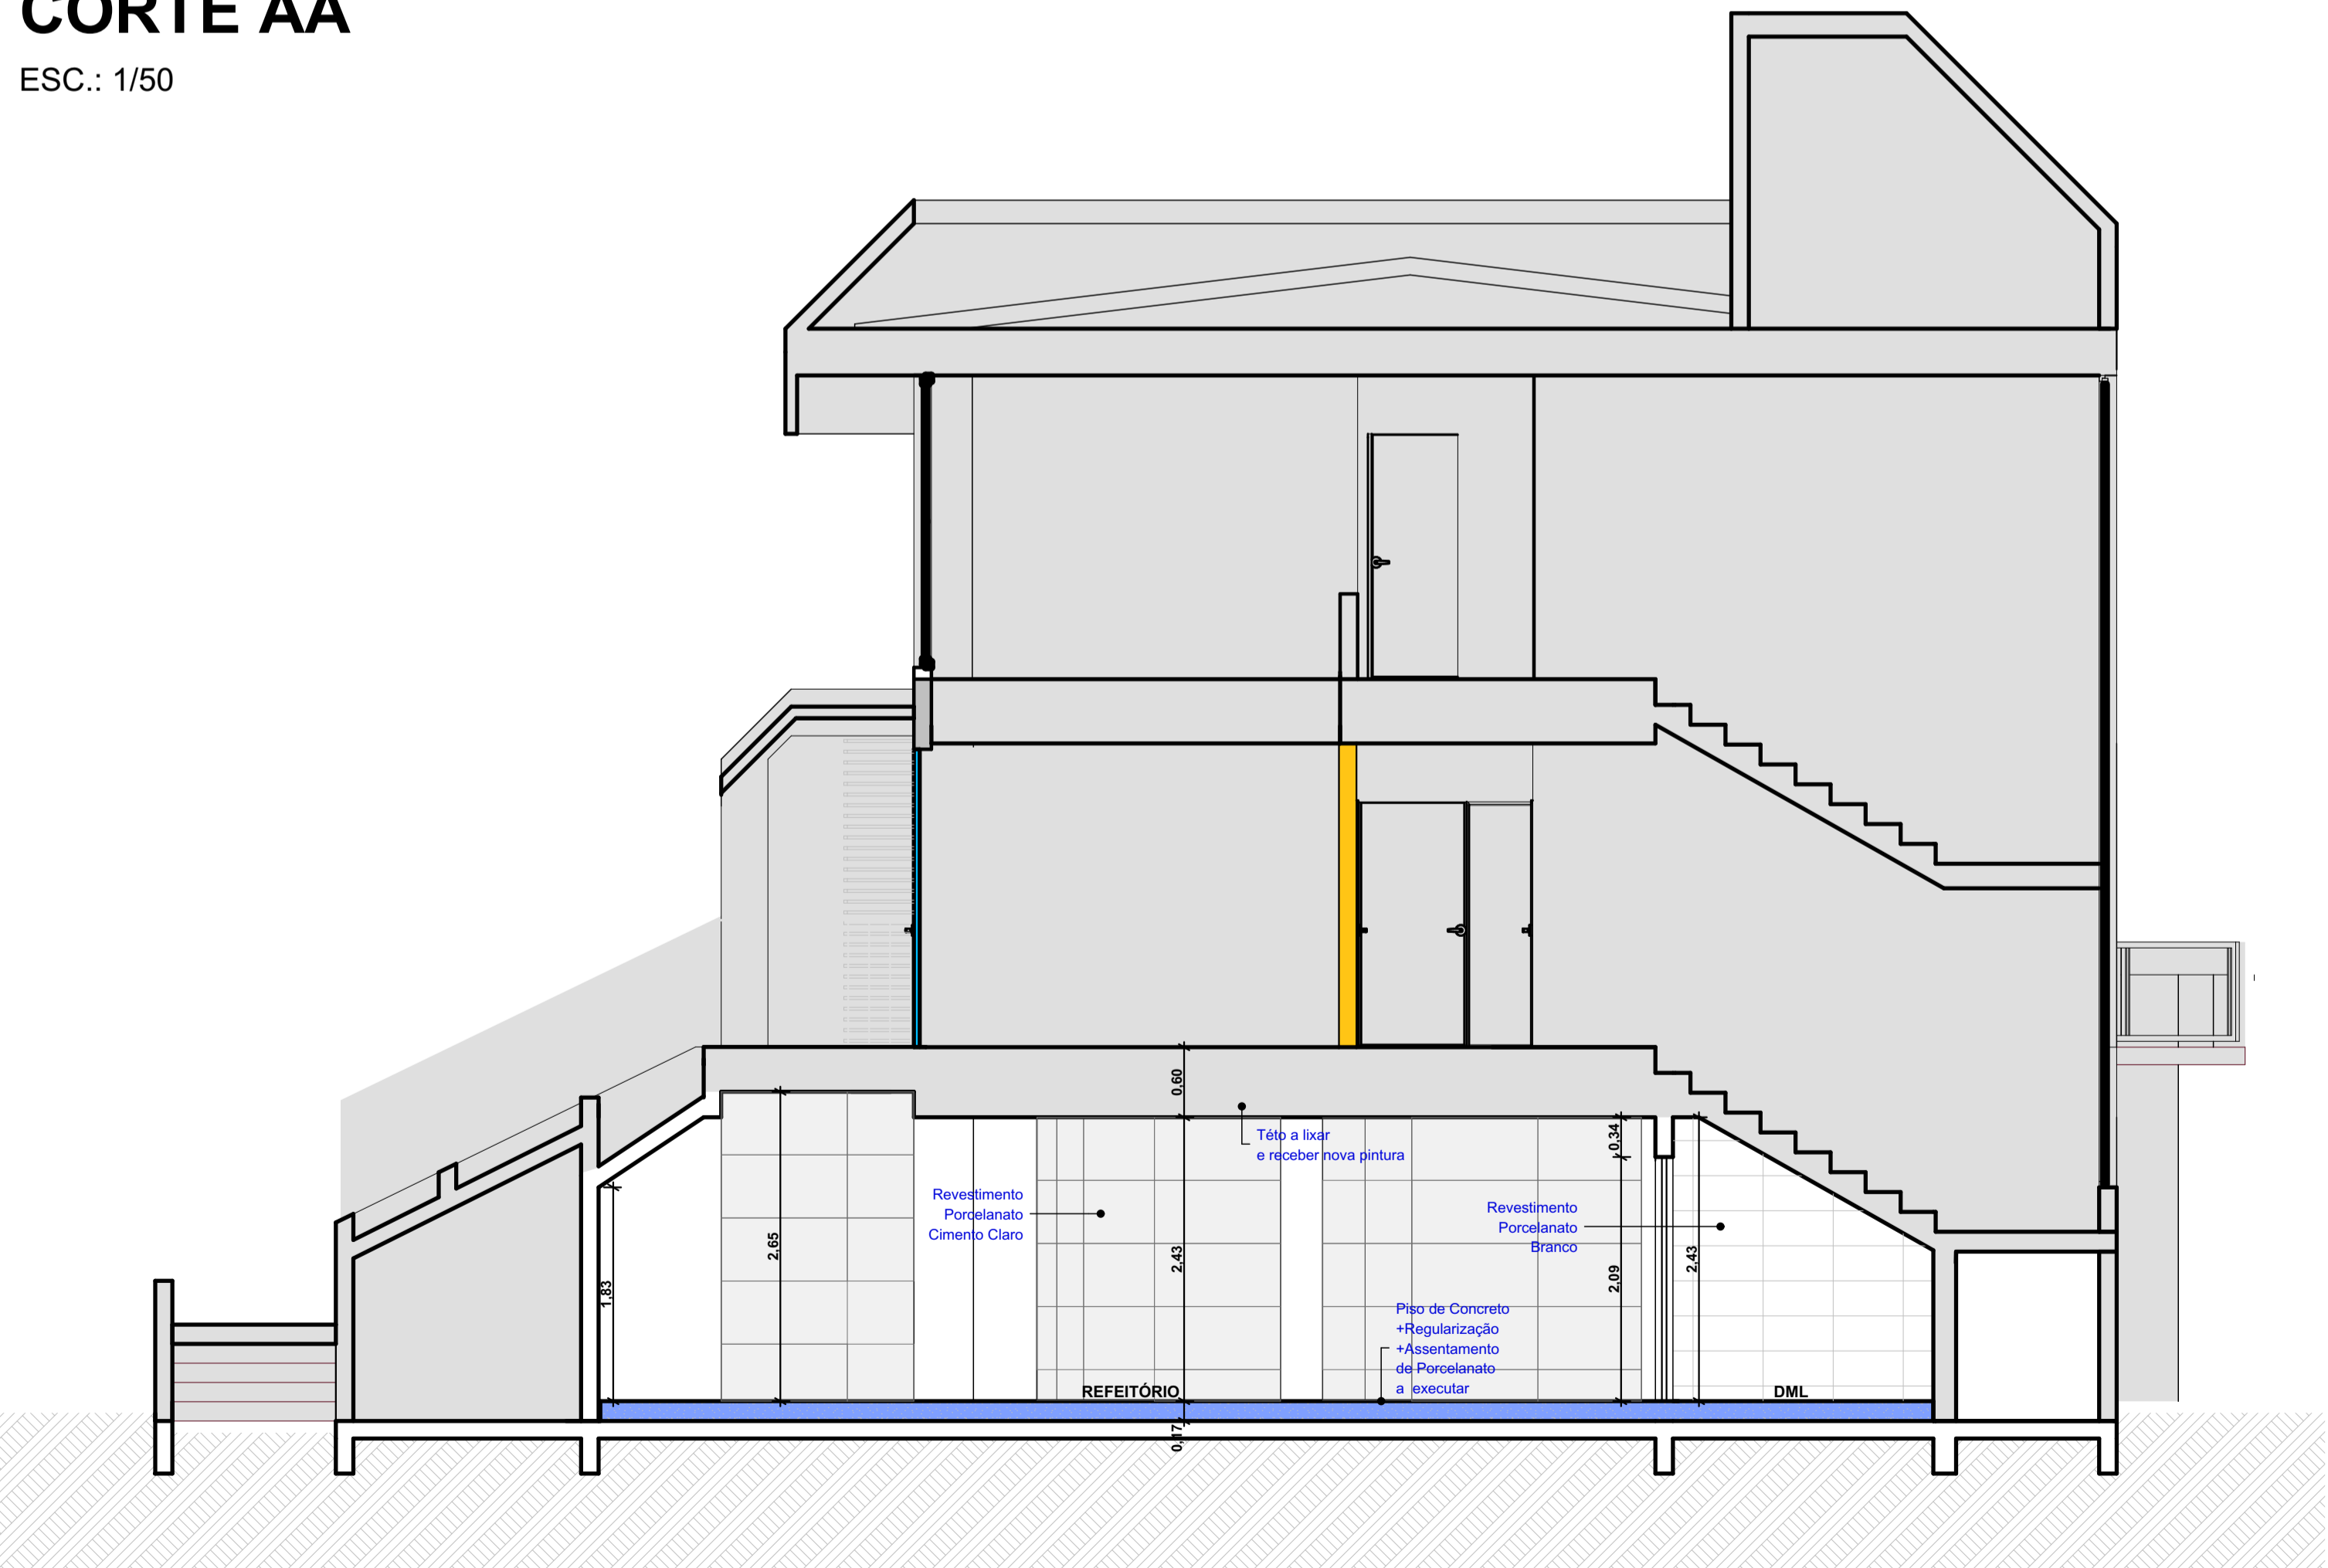 CORTE AA
ESC.: 1/50
0,60
Této a lixar
e receber nova pintura
0,34
Revestimento
Porcelanato
Cimento Claro
Revestimento
Porcelanato
Branco
2,65
2,43
2,43
1,83
2,09
Piso de Concreto
+Regularização
+Assentamento
de Porcelanato
a executar
REFEITÓRIO
DML
0,17